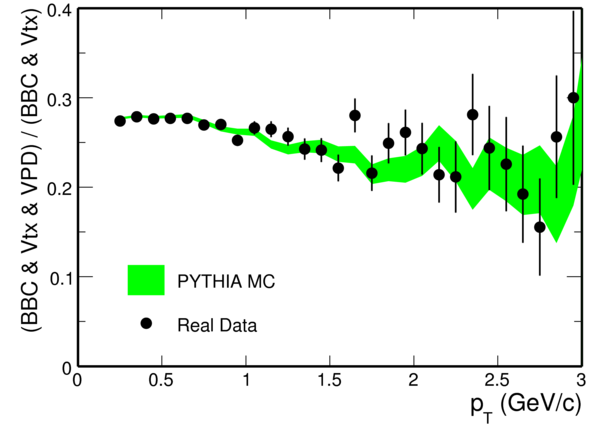 (BBC & Vtx & VPD) / (BBC & Vtx)
0.4
0.3
0.2
0.1
0
PYTHIA MC
Real Data
0 0.5 1 1.5 2 2.5 3
p_T (GeV/c)